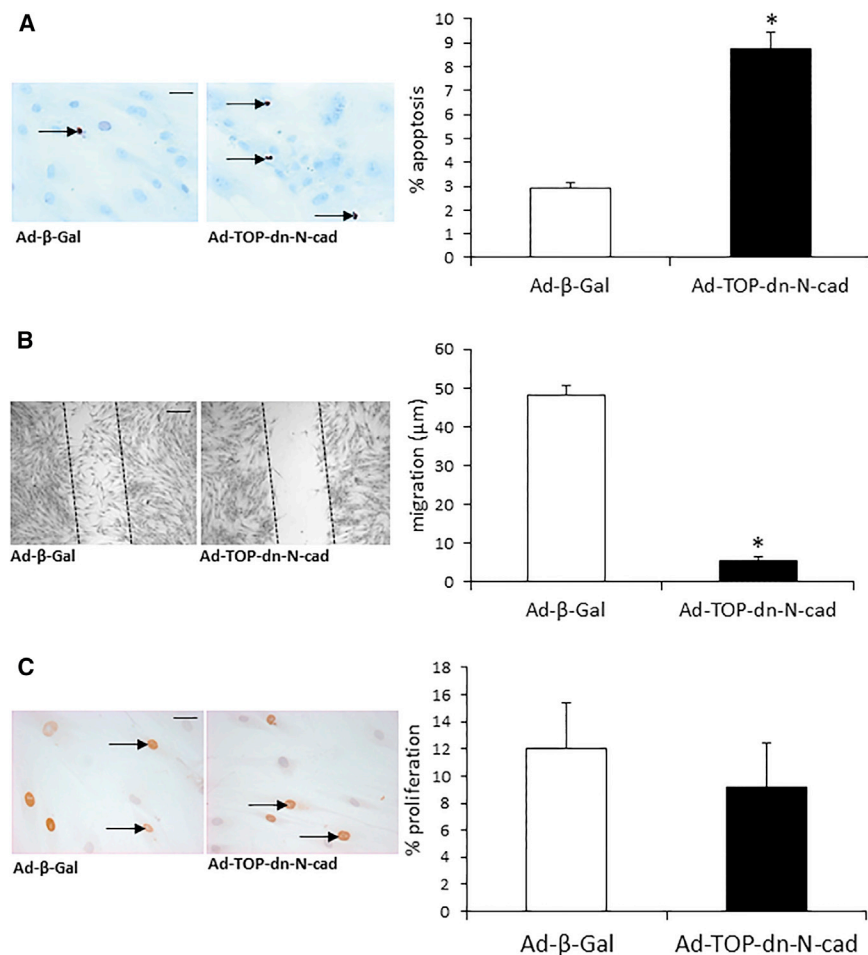 A
Ad-β-Gal
Ad-TOP-dn-N-cad
% apoptosis
10
9
8
7
6
5
4
3
2
1
0
*
Ad-β-Gal
Ad-TOP-dn-N-cad
B
Ad-β-Gal
Ad-TOP-dn-N-cad
migration (μm)
60
50
40
30
20
10
0
*
Ad-β-Gal
Ad-TOP-dn-N-cad
C
Ad-β-Gal
Ad-TOP-dn-N-cad
% proliferation
18
16
14
12
10
8
6
4
2
0
Ad-β-Gal
Ad-TOP-dn-N-cad